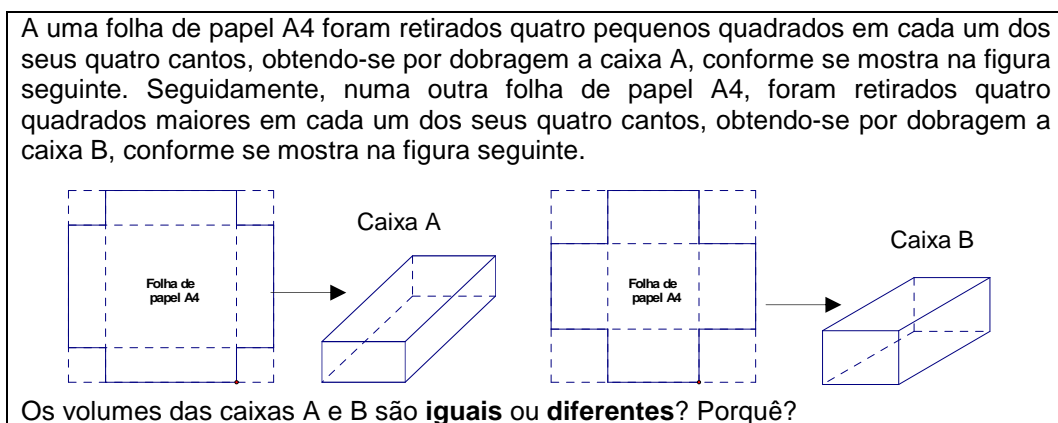 A uma folha de papel A4 foram retirados quatro pequenos quadrados em cada um dos
seus quatro cantos, obtendo-se por dobragem a caixa A, conforme se mostra na figura
seguinte. Seguidamente, numa outra folha de papel A4, foram retirados quatro
quadrados maiores em cada um dos seus quatro cantos, obtendo-se por dobragem a
caixa B, conforme se mostra na figura seguinte.
Caixa A
Folha de
papel A4
Caixa B
Folha de
papel A4
Os volumes das caixas A e B são iguais ou diferentes? Porquê?